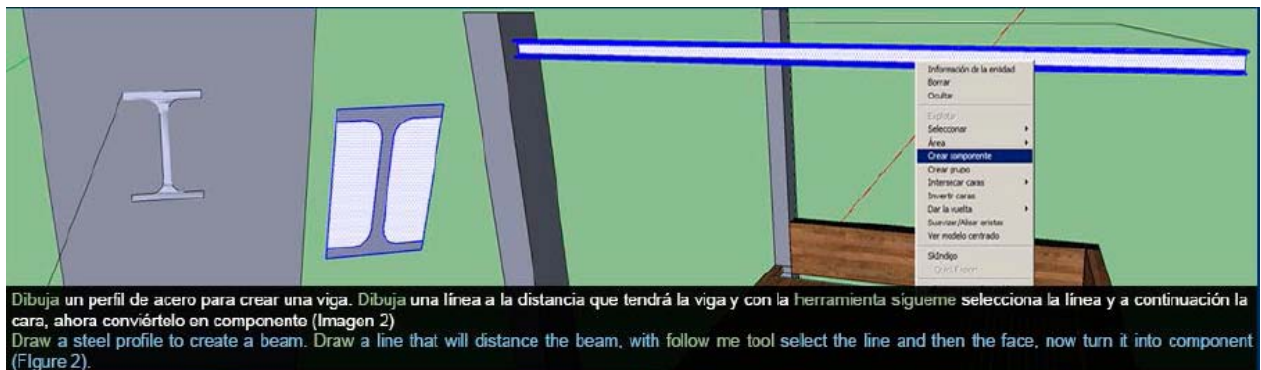 Información de la entidad
Borrar
Ocultar
Explotar
Seleccionar
Área
Crear componente
Crear grupo
Intersecar caras
Invertir caras
Dar la vuelta
Suavizar/Alisar aristas
Ver modelo centrado
SkIndigo
Dibuja un perfil de acero para crear una viga. Dibuja una línea a la distancia que tendrá la viga y con la herramienta sígueme selecciona la línea y a continuación la
cara, ahora conviértelo en componente (Imagen 2)
Draw a steel profile to create a beam. Draw a line that will distance the beam, with follow me tool select the line and then the face, now turn it into component
(FIgure 2).